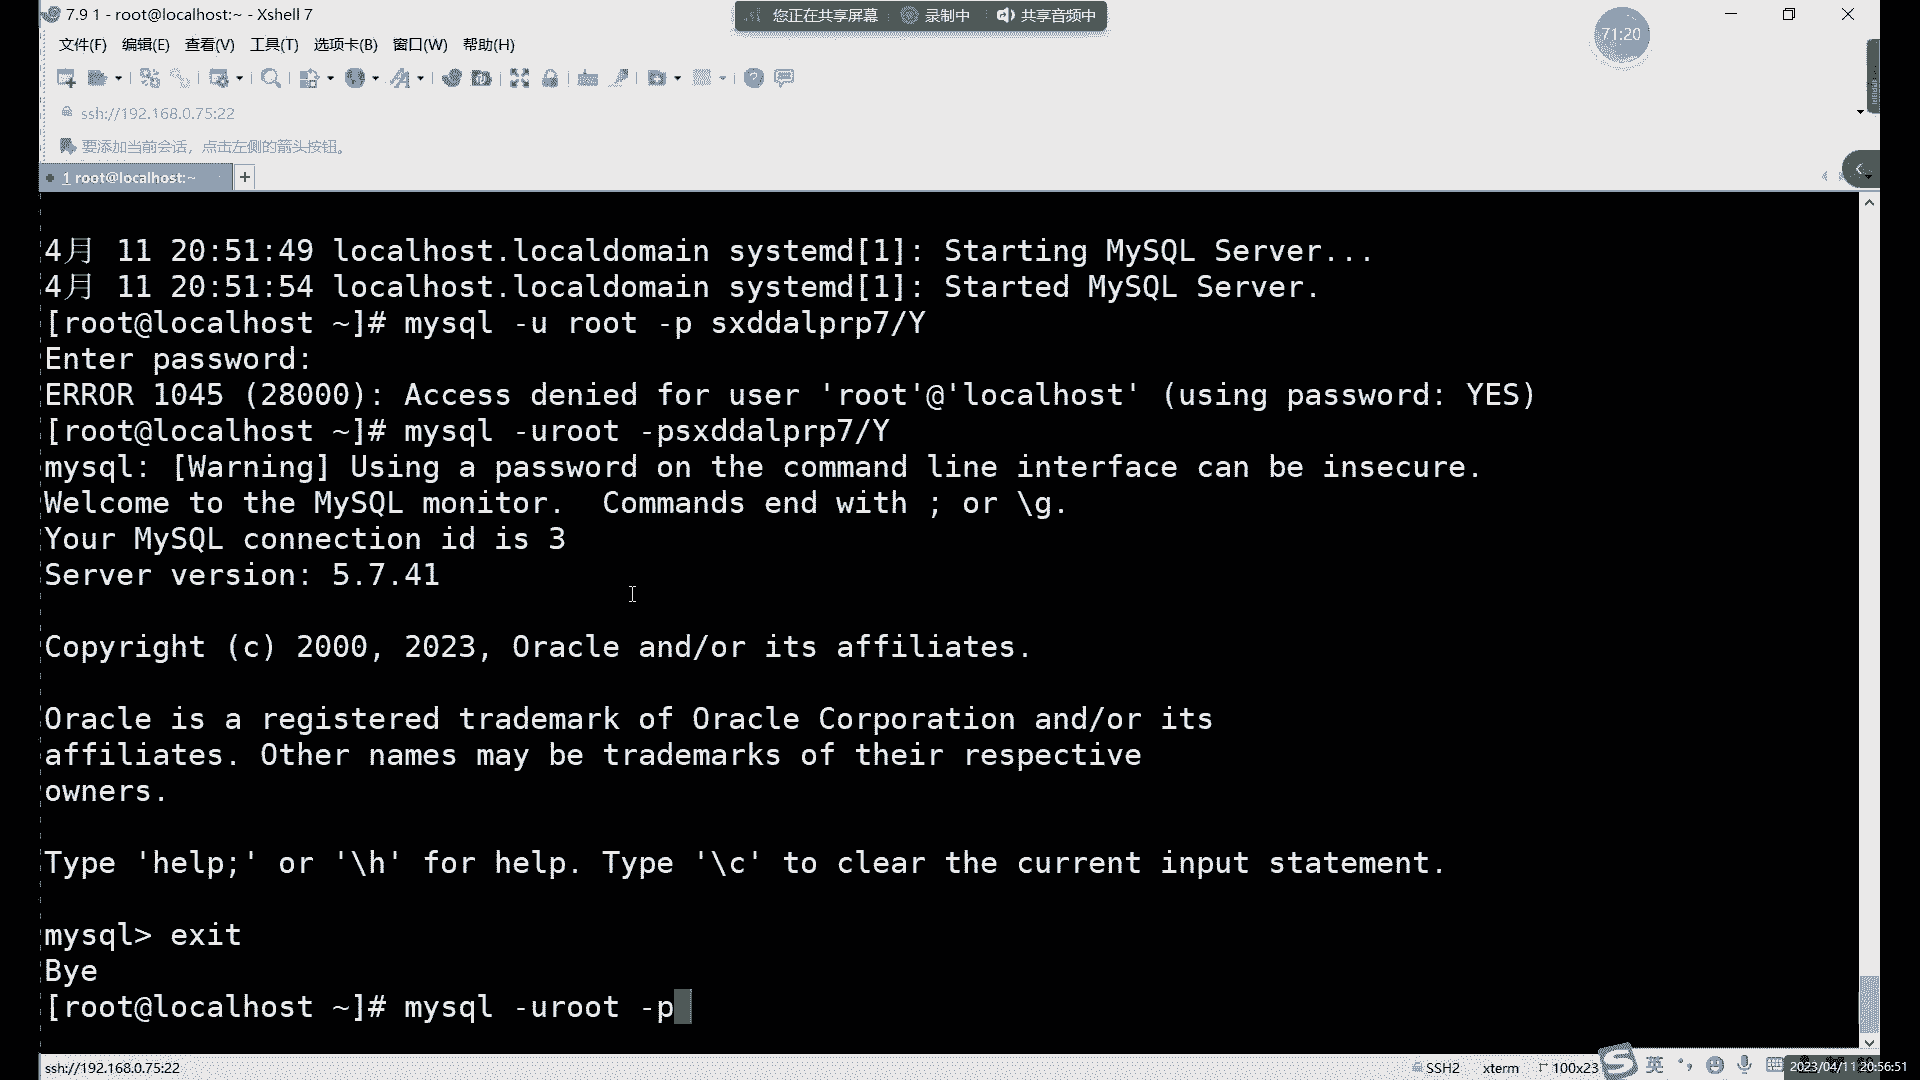 7.9 1 - root@localhost:~ - Xshell 7
您正在共享屏幕 录制中 共享音频中
71:20
文件(F) 编辑(E) 查看(V) 工具(T) 选项卡(B) 窗口(W) 帮助(H)
ssh://192.168.0.75:22
要添加当前会话，点击左侧的箭头按钮。
1 root@localhost:~ +
4月 11 20:51:49 localhost.localdomain systemd[1]: Starting MySQL Server...
4月 11 20:51:54 localhost.localdomain systemd[1]: Started MySQL Server.
[root@localhost ~]# mysql -u root -p sxddalprp7/Y
Enter password:
ERROR 1045 (28000): Access denied for user 'root'@'localhost' (using password: YES)
[root@localhost ~]# mysql -uroot -psxddalprp7/Y
mysql: [Warning] Using a password on the command line interface can be insecure.
Welcome to the MySQL monitor.  Commands end with ; or \g.
Your MySQL connection id is 3
Server version: 5.7.41
Copyright (c) 2000, 2023, Oracle and/or its affiliates.
Oracle is a registered trademark of Oracle Corporation and/or its
affiliates. Other names may be trademarks of their respective
owners.
Type 'help;' or '\h' for help. Type '\c' to clear the current input statement.
mysql> exit
Bye
[root@localhost ~]# mysql -uroot -p
ssh://192.168.0.75:22 SSH2 xterm 100x23 英 2023/04/11 20:56:51